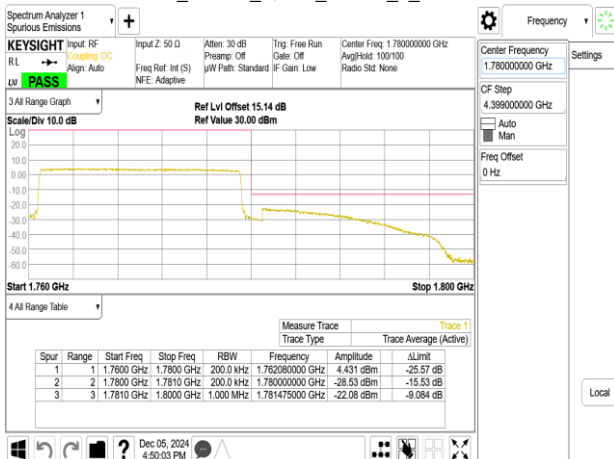 Spectrum Analyzer 1
Spurious Emissions
Frequency
Settings
KEYSIGHT
RL
LXI
PASS
Input: RF
Coupling: DC
Align: Auto
Input Z: 50 Ω
Freq Ref: Int (S)
NFE: Adaptive
Atten: 30 dB
Preamp: Off
µW Path: Standard
Trig: Free Run
Gate: Off
IF Gain: Low
Center Freq: 1.780000000 GHz
Avg|Hold: 100/100
Radio Std: None
Center Frequency
1.780000000 GHz
CF Step
4.399000000 GHz
Auto
Man
Freq Offset
0 Hz
Local
3 All Range Graph
Scale/Div 10.0 dB
Ref Lvl Offset 15.14 dB
Ref Value 30.00 dBm
Log
20.0
10.0
0.00
-10.0
-20.0
-30.0
-40.0
-50.0
-60.0
Start 1.760 GHz
Stop 1.800 GHz
4 All Range Table
Measure Trace Trace 1
Trace Type Trace Average (Active)
Spur Range Start Freq Stop Freq RBW Frequency Amplitude ΔLimit
1 1 1.7600 GHz 1.7800 GHz 200.0 kHz 1.762080000 GHz 4.431 dBm -25.57 dB
2 2 1.7800 GHz 1.7810 GHz 200.0 kHz 1.780000000 GHz -28.53 dBm -15.53 dB
3 3 1.7810 GHz 1.8000 GHz 1.000 MHz 1.781475000 GHz -22.08 dBm -9.084 dB
Dec 05, 2024
4:50:03 PM